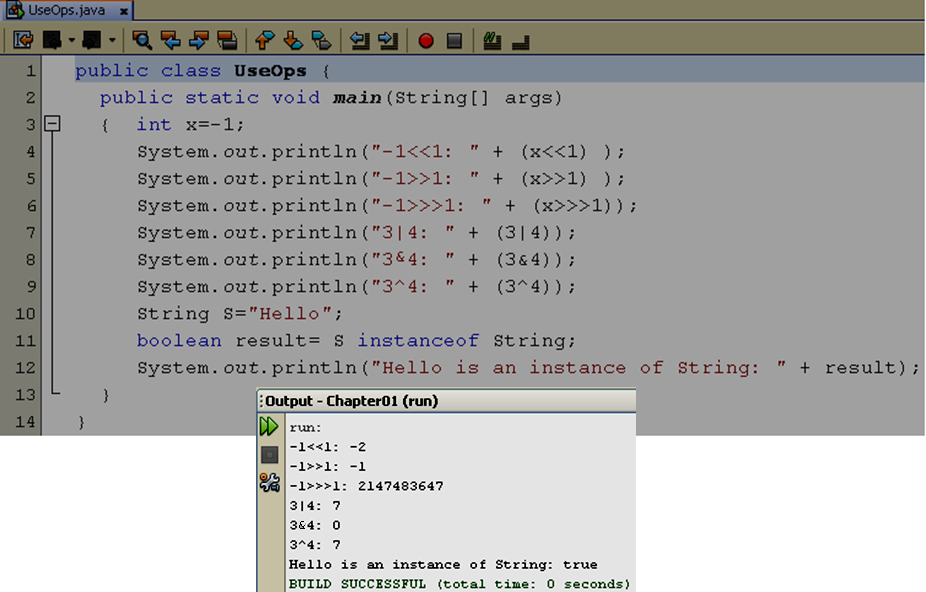 UseOps.java x
1 public class UseOps {
2 public static void main(String[] args)
3 { int x=-1;
4 System.out.println("-1<<1: " + (x<<1) );
5 System.out.println("-1>>1: " + (x>>1) );
6 System.out.println("-1>>>1: " + (x>>>1));
7 System.out.println("3|4: " + (3|4));
8 System.out.println("3&4: " + (3&4));
9 System.out.println("3^4: " + (3^4));
10 String S="Hello";
11 boolean result= S instanceof String;
12 System.out.println("Hello is an instance of String: " + result);
13 }
14 }
Output - Chapter01 (run)
run:
-1<<1: -2
-1>>1: -1
-1>>>1: 2147483647
3|4: 7
3&4: 0
3^4: 7
Hello is an instance of String: true
BUILD SUCCESSFUL (total time: 0 seconds)